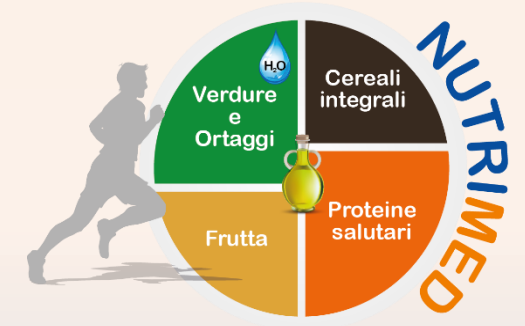 H₂O
Verdure
e
Ortaggi
Cereali
integrali
Frutta
Proteine
salutari
NUTRIMED